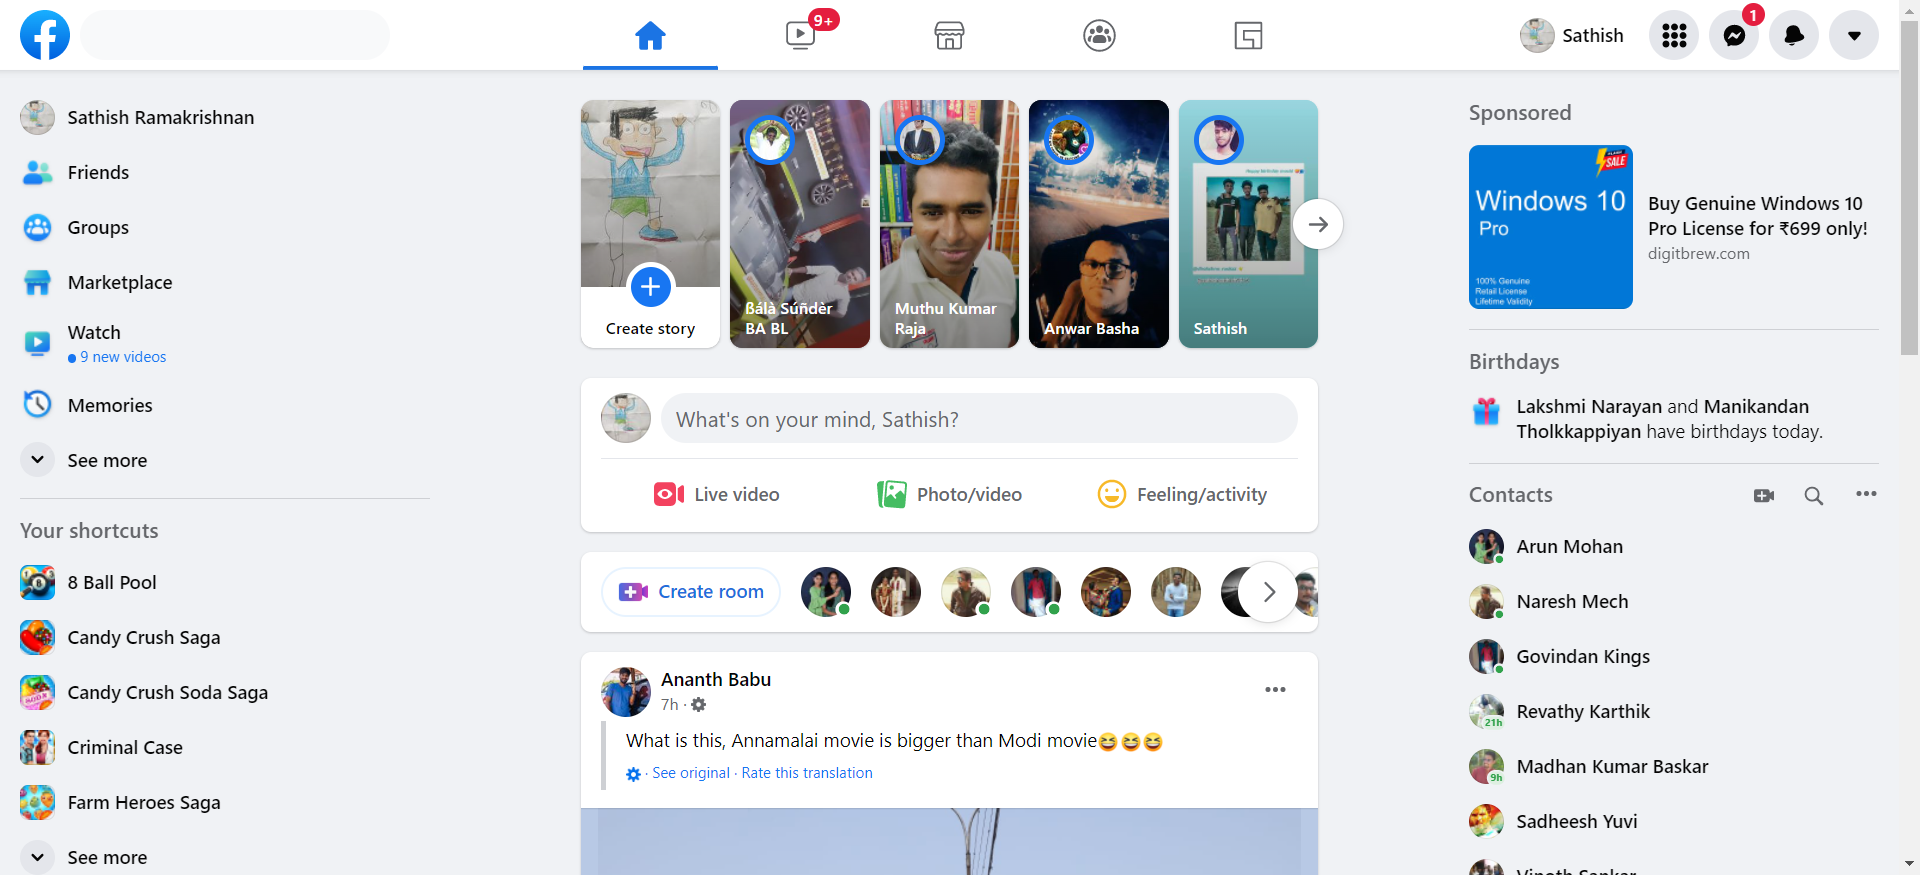 9+
Sathish
1
Sathish Ramakrishnan
Friends
Groups
Marketplace
Watch
9 new videos
Memories
See more
Your shortcuts
8 Ball Pool
Candy Crush Saga
Candy Crush Soda Saga
Criminal Case
Farm Heroes Saga
See more
Create story
ßálà Súñdèr
BA BL
Muthu Kumar
Raja
Anwar Basha
Sathish
What's on your mind, Sathish?
Live video
Photo/video
Feeling/activity
Create room
Ananth Babu
7h ·
What is this, Annamalai movie is bigger than Modi movie😆😆😆
· See original · Rate this translation
Sponsored
SALE
Windows 10
Pro
100% Genuine
Retail License
Lifetime Validity
Buy Genuine Windows 10
Pro License for ₹699 only!
digitbrew.com
Birthdays
Lakshmi Narayan and Manikandan
Tholkkappiyan have birthdays today.
Contacts
Arun Mohan
Naresh Mech
Govindan Kings
21h
Revathy Karthik
9h
Madhan Kumar Baskar
Sadheesh Yuvi